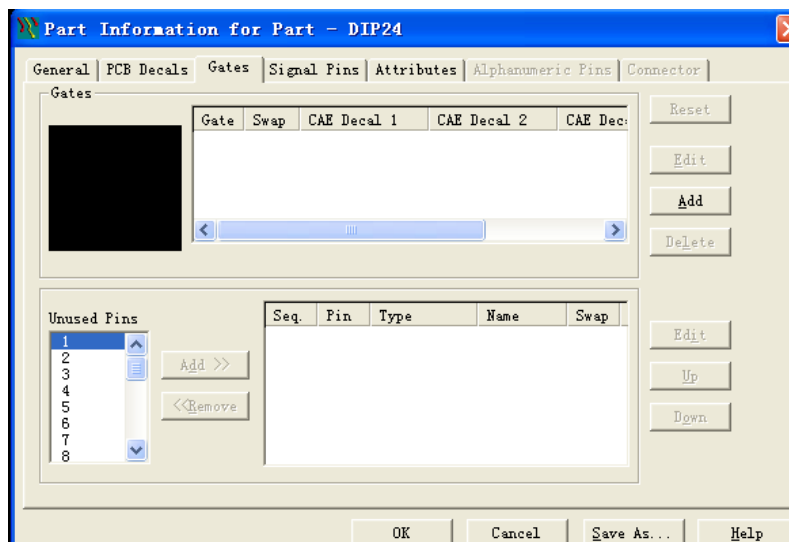 Part Information for Part - DIP24
General PCB Decals Gates Signal Pins Attributes Alphanumeric Pins Connector
Gates
Gate Swap CAE Decal 1 CAE Decal 2 CAE Dec
Reset
Edit
Add
Delete
Unused Pins
1
2
3
4
5
6
7
8
Add >>
<<Remove
Seq. Pin Type Name Swap
Edit
Up
Down
OK Cancel Save As... Help